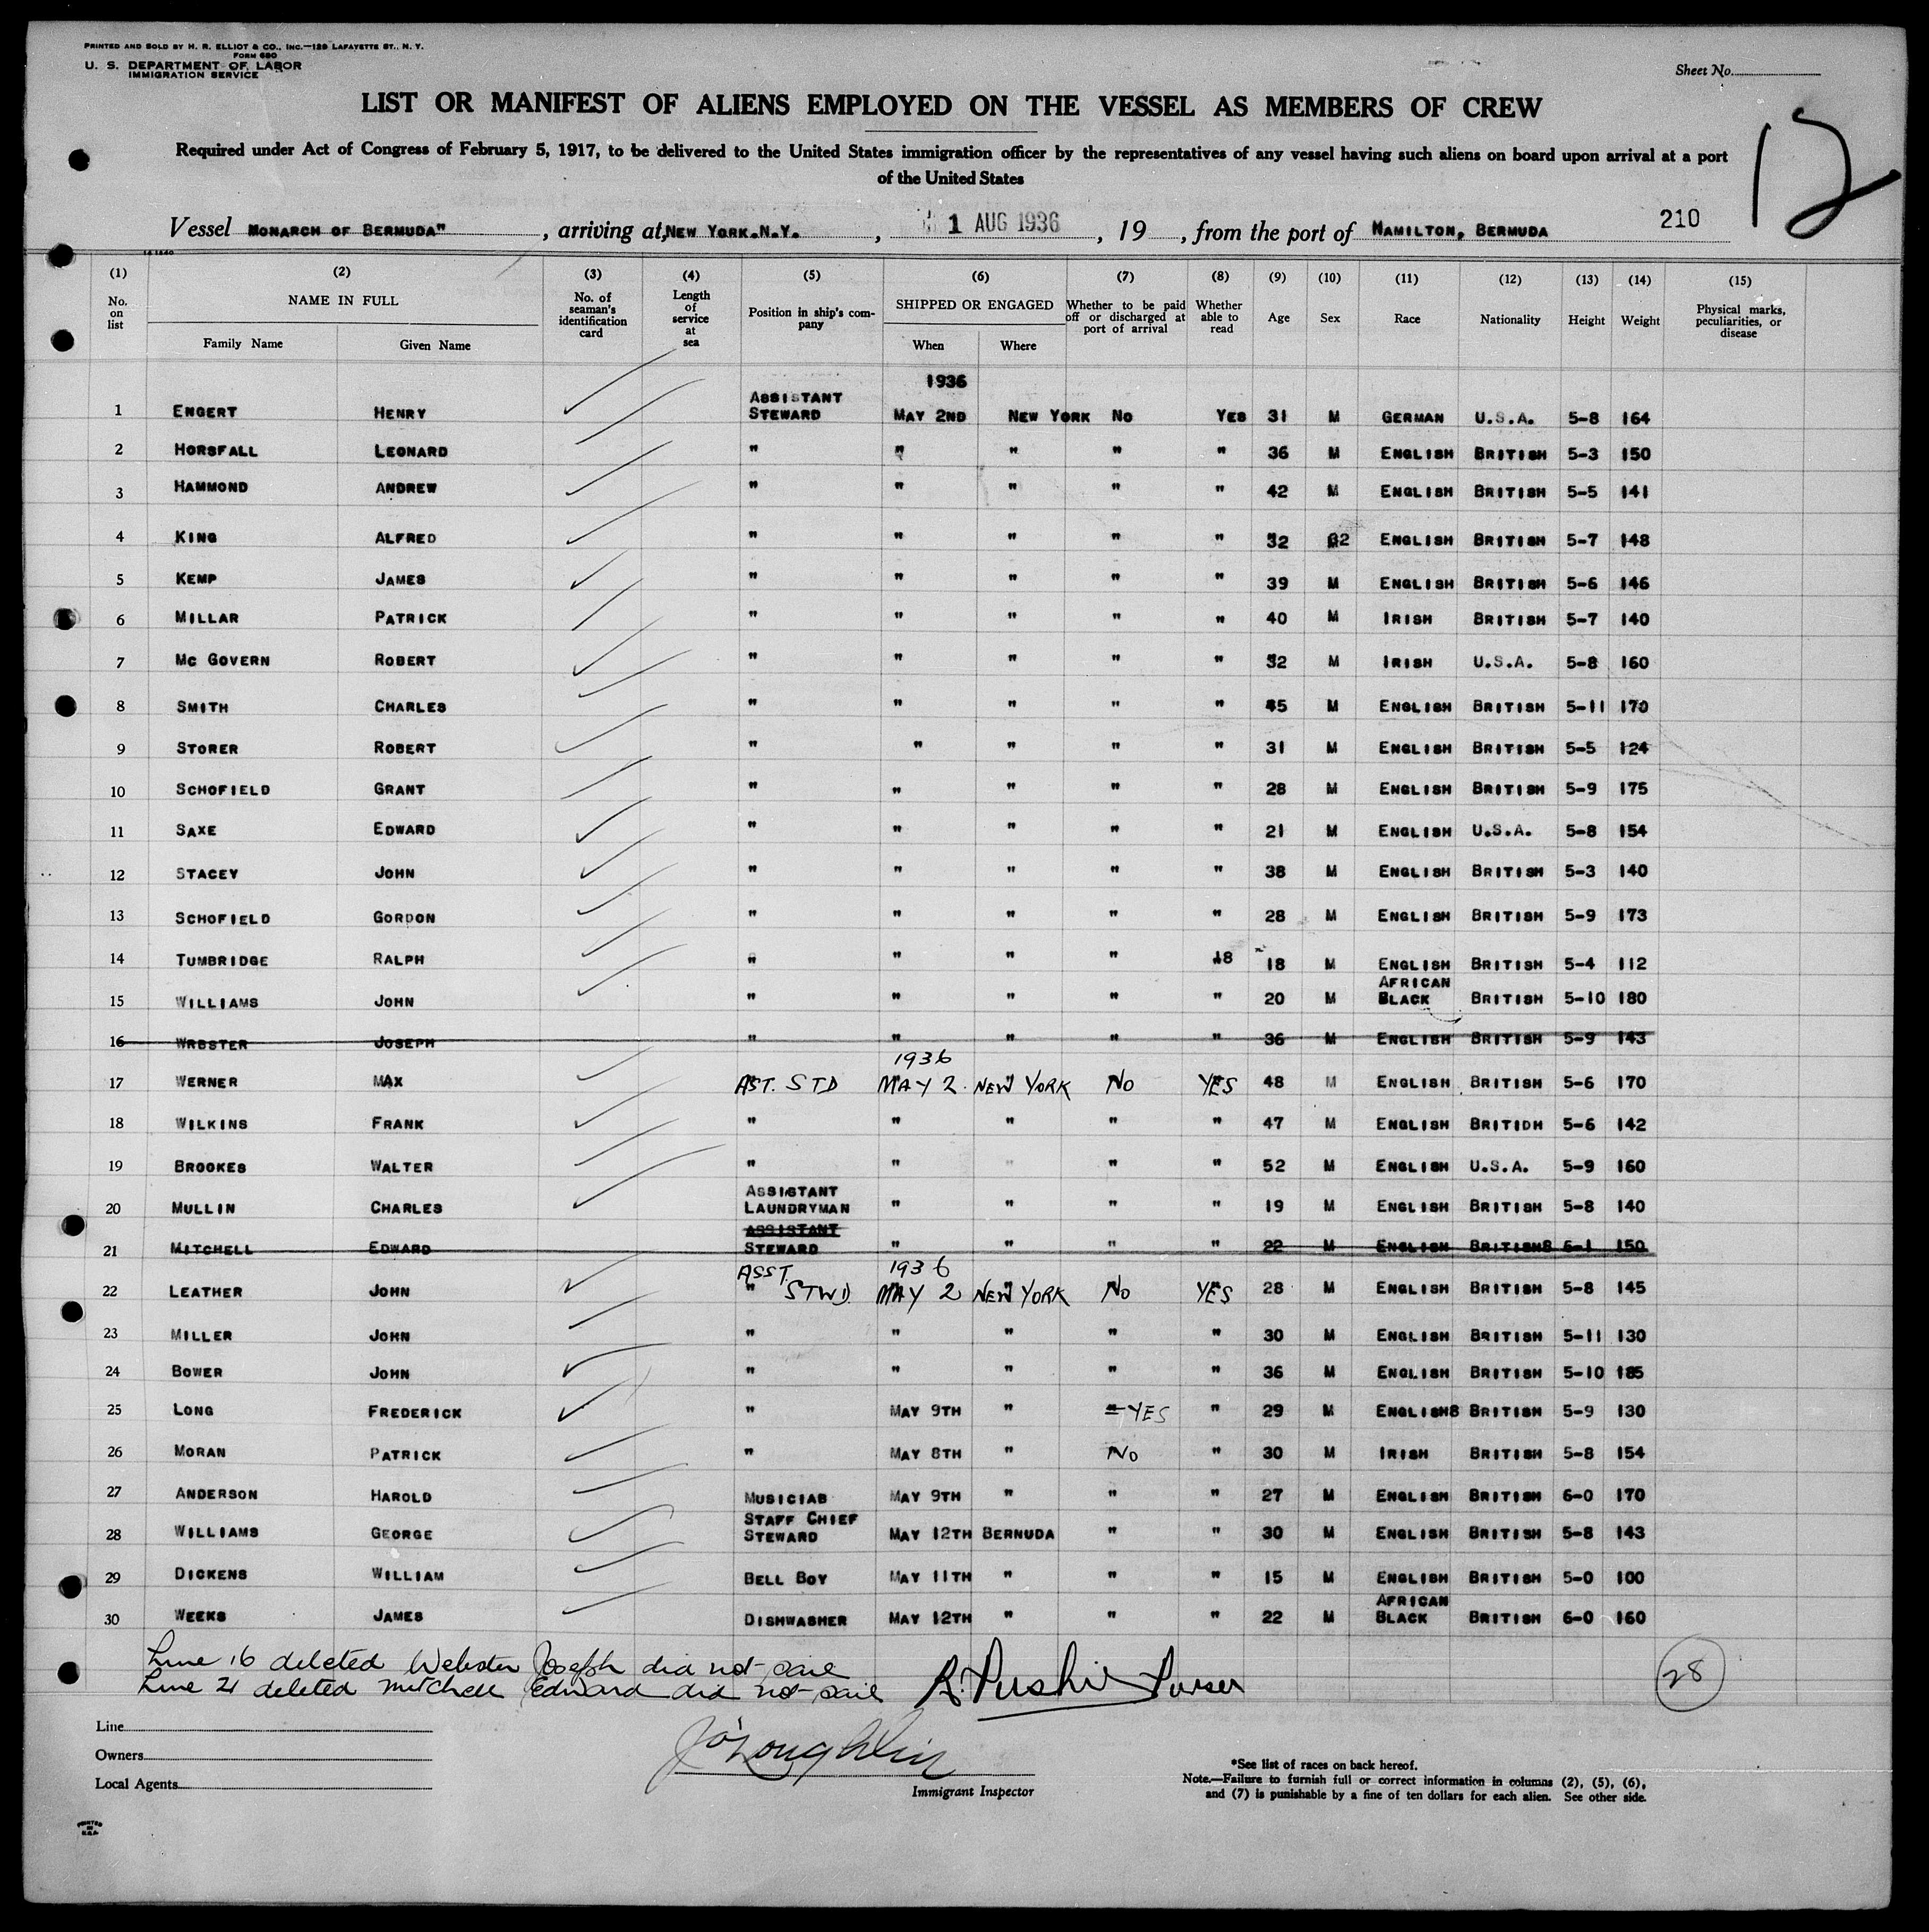 PRINTED AND SOLD BY H. R. ELLIOT & CO., INC.—129 LAFAYETTE ST., N. Y.
FORM 680
U. S. DEPARTMENT OF LABOR
IMMIGRATION SERVICE
Sheet No.
LIST OR MANIFEST OF ALIENS EMPLOYED ON THE VESSEL AS MEMBERS OF CREW
12
Required under Act of Congress of February 5, 1917, to be delivered to the United States immigration officer by the representatives of any vessel having such aliens on board upon arrival at a port
of the United States
Vessel MONARCH OF BERMUDA", arriving at, NEW YORK.N.Y., 1 AUG 1936, 19, from the port of HAMILTON, BERMUDA 210
(1) (2) (3) (4) (5) (6) (7) (8) (9) (10) (11) (12) (13) (14) (15)
No. on list NAME IN FULL Family Name Given Name No. of seaman's identification card Length of service at sea Position in ship's company SHIPPED OR ENGAGED When Where Whether to be paid off or discharged at port of arrival Whether able to read Age Sex Race Nationality Height Weight Physical marks, peculiarities, or disease
1936
1 ENGERT HENRY ASSISTANT STEWARD MAY 2ND NEW YORK NO YES 31 M GERMAN U.S.A. 5-8 164
2 HORSFALL LEONARD " " " " " 36 M ENGLISH BRITISH 5-3 150
3 HAMMOND ANDREW " " " " " 42 M ENGLISH BRITISH 5-5 141
4 KING ALFRED " " " " " 32 32 ENGLISH BRITISH 5-7 148
5 KEMP JAMES " " " " " 39 M ENGLISH BRITISH 5-6 146
6 MILLAR PATRICK " " " " " 40 M IRISH BRITISH 5-7 140
7 MC GOVERN ROBERT " " " " " 32 M IRISH U.S.A. 5-8 160
8 SMITH CHARLES " " " " " 45 M ENGLISH BRITISH 5-11 170
9 STORER ROBERT " " " " " 31 M ENGLISH BRITISH 5-5 124
10 SCHOFIELD GRANT " " " " " 28 M ENGLISH BRITISH 5-9 175
11 SAXE EDWARD " " " " " 21 M ENGLISH U.S.A. 5-8 154
12 STACEY JOHN " " " " " 38 M ENGLISH BRITISH 5-3 140
13 SCHOFIELD GORDON " " " " " 28 M ENGLISH BRITISH 5-9 173
14 TUMBRIDGE RALPH " " " " 18 18 M ENGLISH BRITISH 5-4 112
15 WILLIAMS JOHN " " " " " 20 M AFRICAN BLACK BRITISH 5-10 180
16 WRBSTER JOSEPH " " " " " 36 M ENGLISH BRITISH 5-9 143
1936
17 WERNER MAX AST. STD MAY 2 NEW YORK NO YES 48 M ENGLISH BRITISH 5-6 170
18 WILKINS FRANK " " " " " 47 M ENGLISH BRITIDH 5-6 142
19 BROOKES WALTER " " " " " 52 M ENGLISH U.S.A. 5-9 160
20 MULLIN CHARLES ASSISTANT LAUNDRYMAN " " " " 19 M ENGLISH BRITISH 5-8 140
21 MITCHELL EDWARD ASSISTANT STEWARD " " " " 22 M ENGLISH BRITISH8 6-1 150
1936
22 LEATHER JOHN ASST. " STWD. MAY 2 NEW YORK NO YES 28 M ENGLISH BRITISH 5-8 145
23 MILLER JOHN " " " " " 30 M ENGLISH BRITISH 5-11 130
24 BOWER JOHN " " " " " 36 M ENGLISH BRITISH 5-10 185
25 LONG FREDERICK " MAY 9TH " " YES " 29 M ENGLISH8 BRITISH 5-9 130
26 MORAN PATRICK " MAY 8TH " NO " 30 M IRISH BRITISH 5-8 154
27 ANDERSON HAROLD MUSICIAB MAY 9TH " " " 27 M ENGLISH BRITISH 6-0 170
28 WILLIAMS GEORGE STAFF CHIEF STEWARD MAY 12TH BERNUDA " " 30 M ENGLISH BRITISH 5-8 143
29 DICKENS WILLIAM BELL BOY MAY 11TH " " " 15 M ENGLISH BRITISH 5-0 100
30 WEEKS JAMES DISHWASHER MAY 12TH " " " 22 M AFRICAN BLACK BRITISH 6-0 160
Line 16 deleted Webster Joseph did not sail
Line 21 deleted Mitchell Edward did not sail
Purser
28
Line
Owners
Local Agents
J O'Loughlin
Immigrant Inspector
*See list of races on back hereof.
Note.—Failure to furnish full or correct information in columns (2), (5), (6),
and (7) is punishable by a fine of ten dollars for each alien. See other side.
PRINTED IN U.S.A.